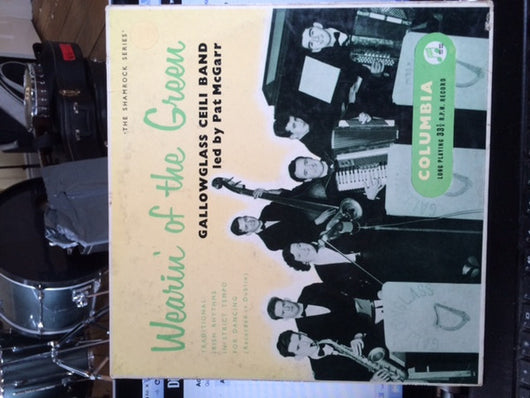 "THE SHAMROCK SERIES"
Wearin' of the Green
GALLOWGLASS CEILI BAND
led by Pat McGarr
TRADITIONAL
IRISH RHYTHMS
IN STRICT TEMPO
FOR DANCING
(Recorded in Dublin)
COLUMBIA
LONG PLAYING 33⅓ R.P.M. RECORD